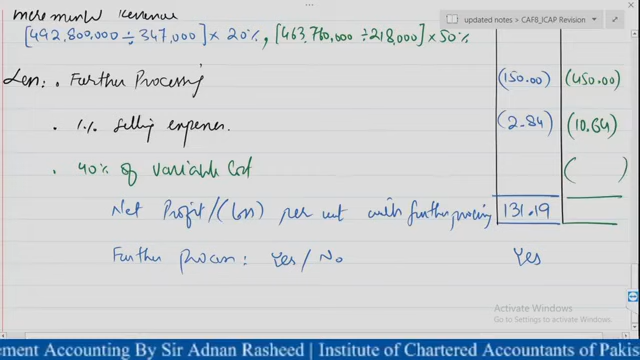 Incremental Revenue
[492,800,000 ÷ 347,000] × 20%, [463,760,000 ÷ 218,000] × 50%
updated notes > CAF8_ICAP Revision
Less: • Further Processing (150.00) (450.00)
• 1% Selling expenses (2.84) (10.64)
• 40% of Variable Cost ( )
Net Profit/(loss) per unit with further procing 131.19
Further process: Yes / No Yes
Activate Windows
Go to Settings to activate Windows.
ement Accounting By Sir Adnan Rasheed | Institute of Chartered Accountants of Pakis